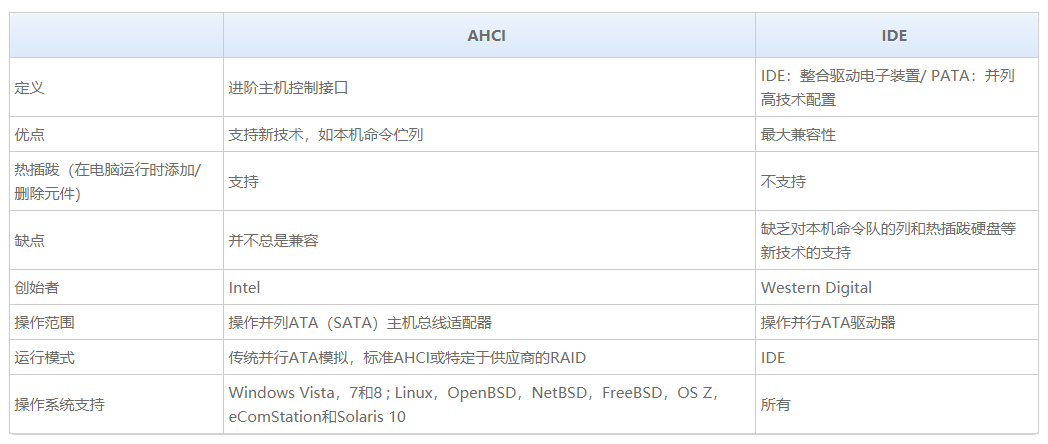 AHCI IDE
定义 进阶主机控制接口 IDE：整合驱动电子装置/ PATA：并列
高技术配置
优点 支持新技术，如本机命令伫列 最大兼容性
热插拨（在电脑运行时添加/
删除元件） 支持 不支持
缺点 并不总是兼容 缺乏对本机命令队的列和热插拨硬盘等
新技术的支持
创始者 Intel Western Digital
操作范围 操作并列ATA（SATA）主机总线适配器 操作并行ATA驱动器
运行模式 传统并行ATA模拟，标准AHCI或特定于供应商的RAID IDE
操作系统支持 Windows Vista，7和8；Linux，OpenBSD，NetBSD，FreeBSD，OS Z，
eComStation和Solaris 10 所有